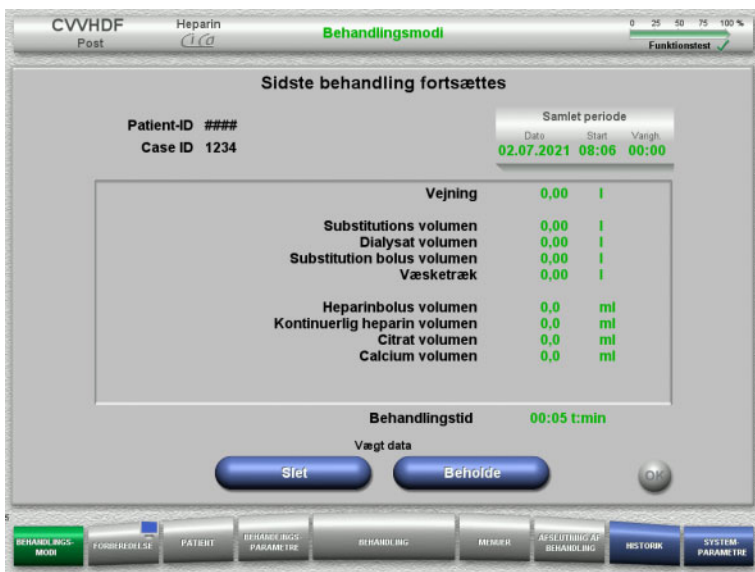 CVVHDF
Post
Heparin
Ci Ca
Behandlingsmodi
0 25 50 75 100 %
Funktionstest
Sidste behandling fortsættes
Patient-ID ####
Case ID 1234
Samlet periode
Dato Start Varigh.
02.07.2021 08:06 00:00
Vejning 0,00 l
Substitutions volumen 0,00 l
Dialysat volumen 0,00 l
Substitution bolus volumen 0,00 l
Væsketræk 0,00 l
Heparinbolus volumen 0,0 ml
Kontinuerlig heparin volumen 0,0 ml
Citrat volumen 0,0 ml
Calcium volumen 0,0 ml
Behandlingstid 00:05 t:min
Vægt data
Slet
Beholde
OK
5
BEHANDLINGS-
MODI
FORBEREDELSE
PATIENT
BEHANDLINGS-
PARAMETRE
BEHANDLING
MENUER
AFSLUTNING AF
BEHANDLING
HISTORIK
SYSTEM-
PARAMETRE